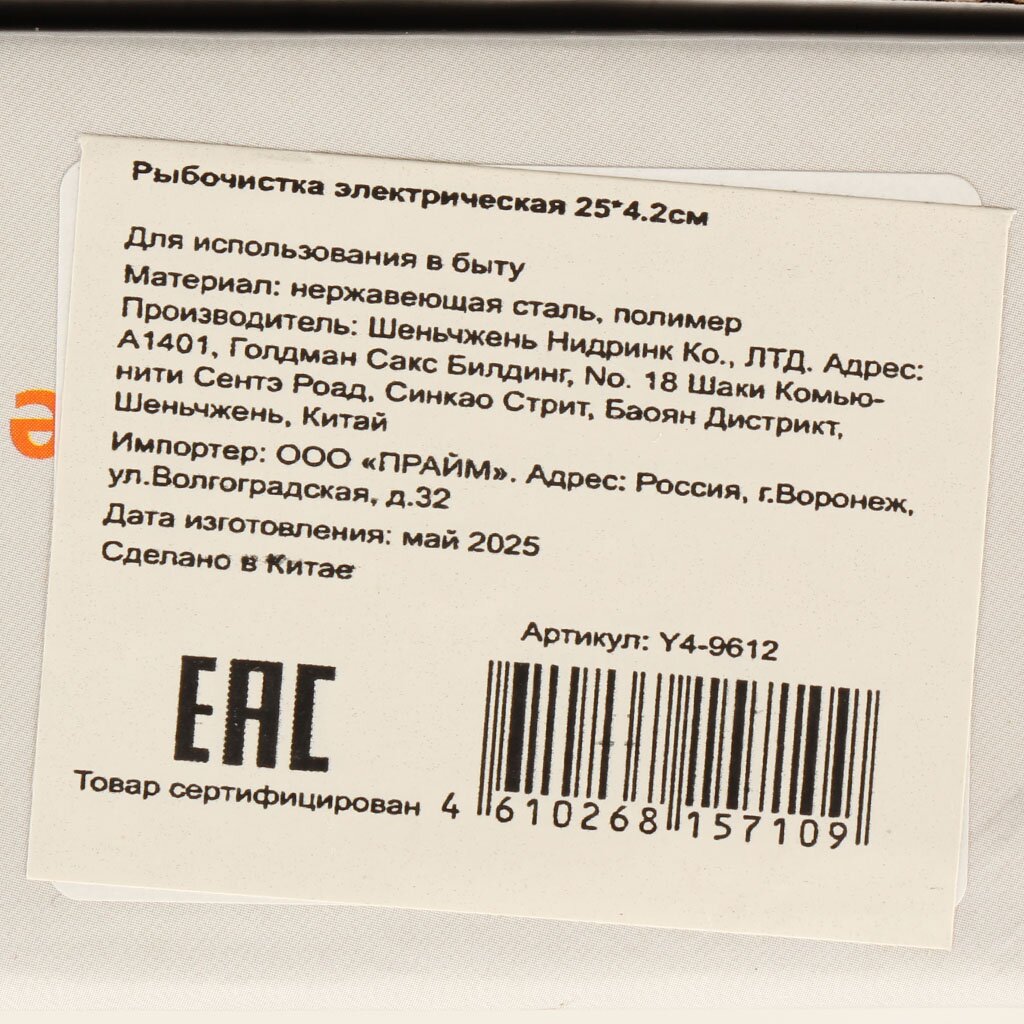 Рыбочистка электрическая 25*4.2см
Для использования в быту
Материал: нержавеющая сталь, полимер
Производитель: Шеньчжень Нидринк Ко., ЛТД. Адрес:
А1401, Голдман Сакс Билдинг, No. 18 Шаки Комью-
нити Сентэ Роад, Синкао Стрит, Баоян Дистрикт,
Шеньчжень, Китай
Импортер: ООО «ПРАЙМ». Адрес: Россия, г.Воронеж,
ул.Волгоградская, д.32
Дата изготовления: май 2025
Сделано в Китае
Артикул: Y4-9612
EAC
Товар сертифицирован
4 610268 157109